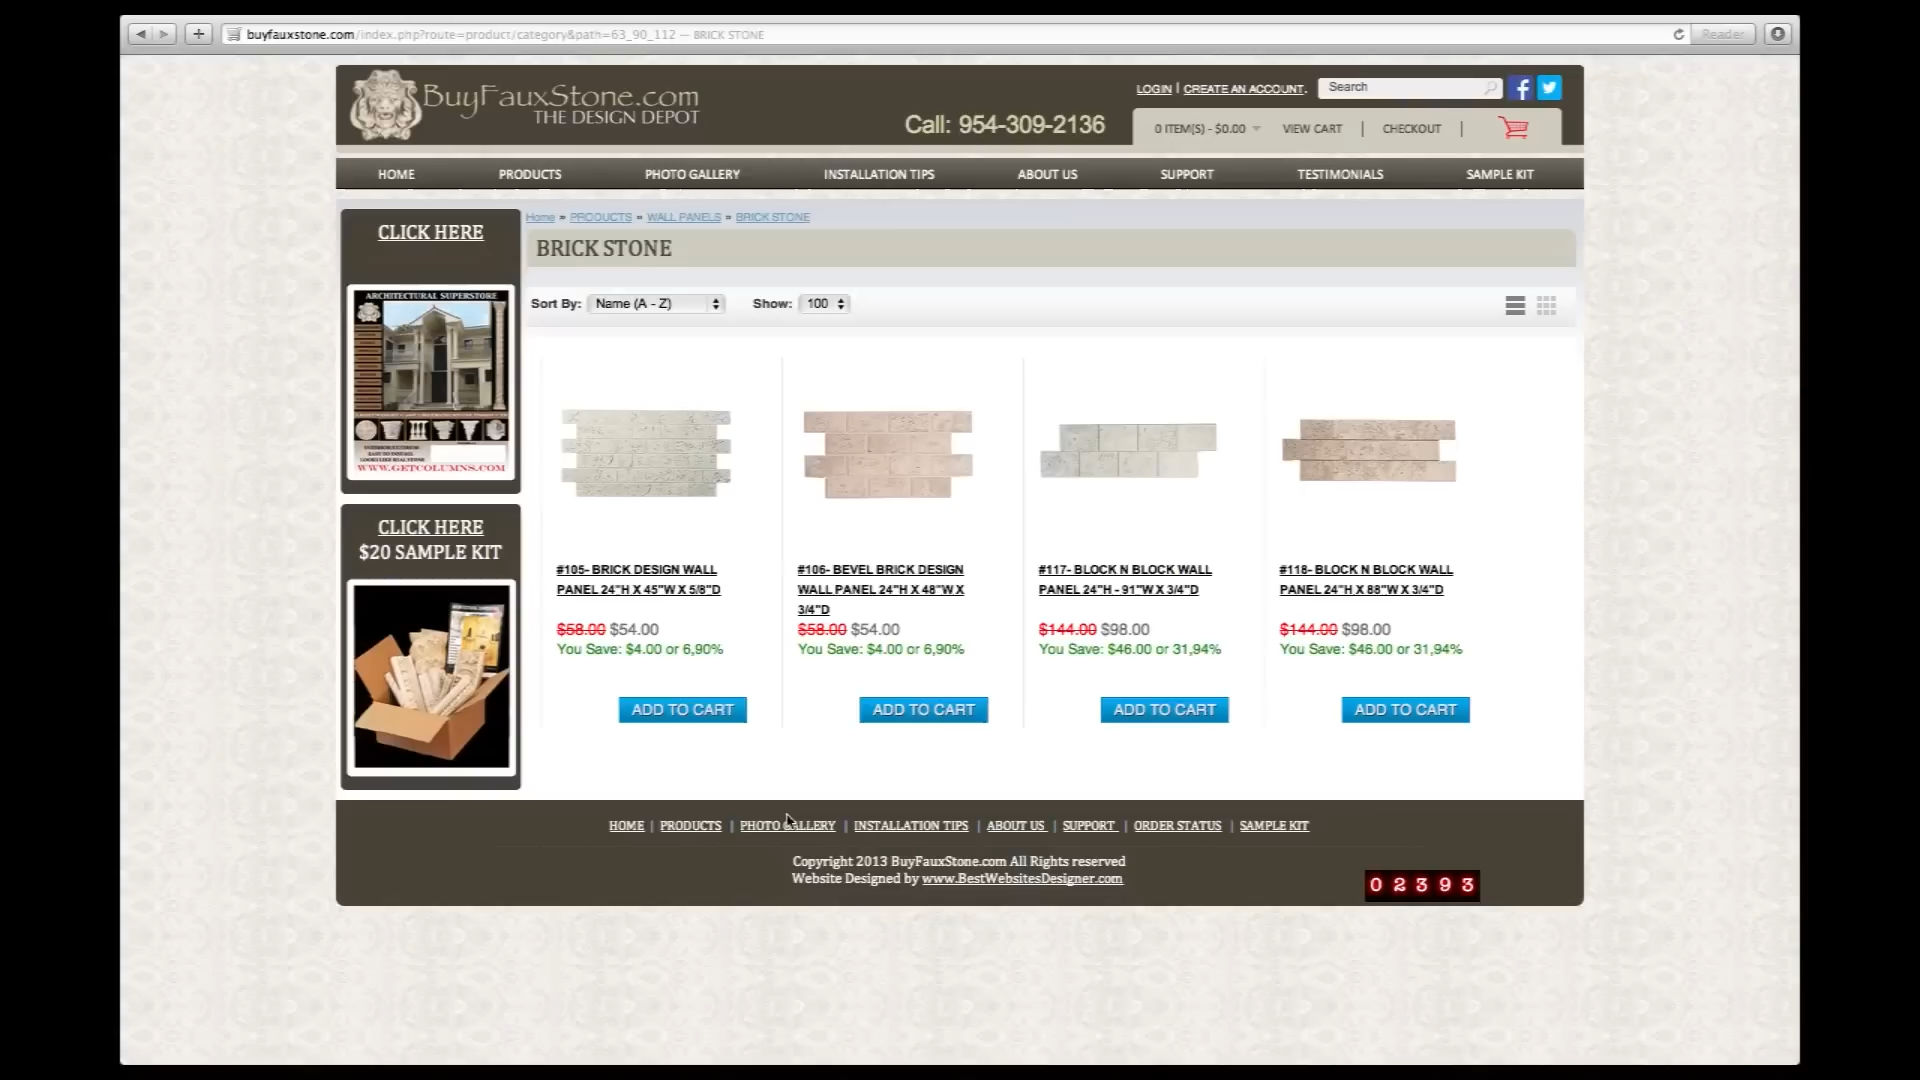 buyfauxstone.com/index.php?route=product/category&path=63_90_112 — BRICK STONE
Reader
BuyFauxStone.com
THE DESIGN DEPOT
Call: 954-309-2136
LOGIN | CREATE AN ACCOUNT.
Search
0 ITEM(S) - $0.00
VIEW CART | CHECKOUT |
HOME PRODUCTS PHOTO GALLERY INSTALLATION TIPS ABOUT US SUPPORT TESTIMONIALS SAMPLE KIT
CLICK HERE
ARCHITECTURAL SUPERSTORE
WWW.GETCOLUMNS.COM
CLICK HERE
$20 SAMPLE KIT
Home » PRODUCTS » WALL PANELS » BRICK STONE
BRICK STONE
Sort By: Name (A - Z) Show: 100
#105- BRICK DESIGN WALL
PANEL 24"H X 45"W X 5/8"D
$58.00 $54.00
You Save: $4.00 or 6,90%
ADD TO CART
#106- BEVEL BRICK DESIGN
WALL PANEL 24"H X 48"W X
3/4"D
$58.00 $54.00
You Save: $4.00 or 6,90%
ADD TO CART
#117- BLOCK N BLOCK WALL
PANEL 24"H - 91"W X 3/4"D
$144.00 $98.00
You Save: $46.00 or 31,94%
ADD TO CART
#118- BLOCK N BLOCK WALL
PANEL 24"H X 88"W X 3/4"D
$144.00 $98.00
You Save: $46.00 or 31,94%
ADD TO CART
HOME | PRODUCTS | PHOTO GALLERY | INSTALLATION TIPS | ABOUT US | SUPPORT | ORDER STATUS | SAMPLE KIT
Copyright 2013 BuyFauxStone.com All Rights reserved
Website Designed by www.BestWebsitesDesigner.com
02393